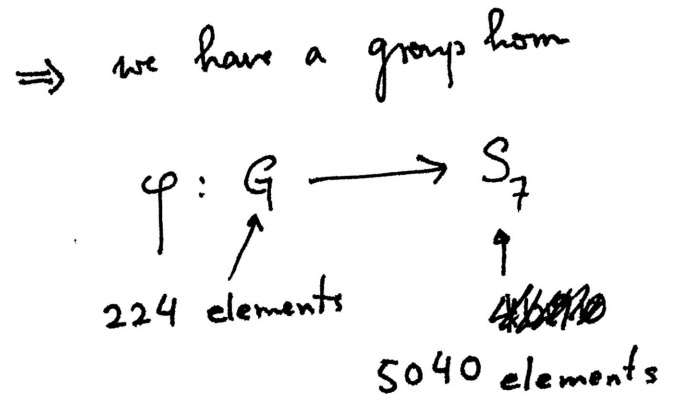 ⇒ we have a group hom
φ: G ⟶ S₇
224 elements
5040 elements